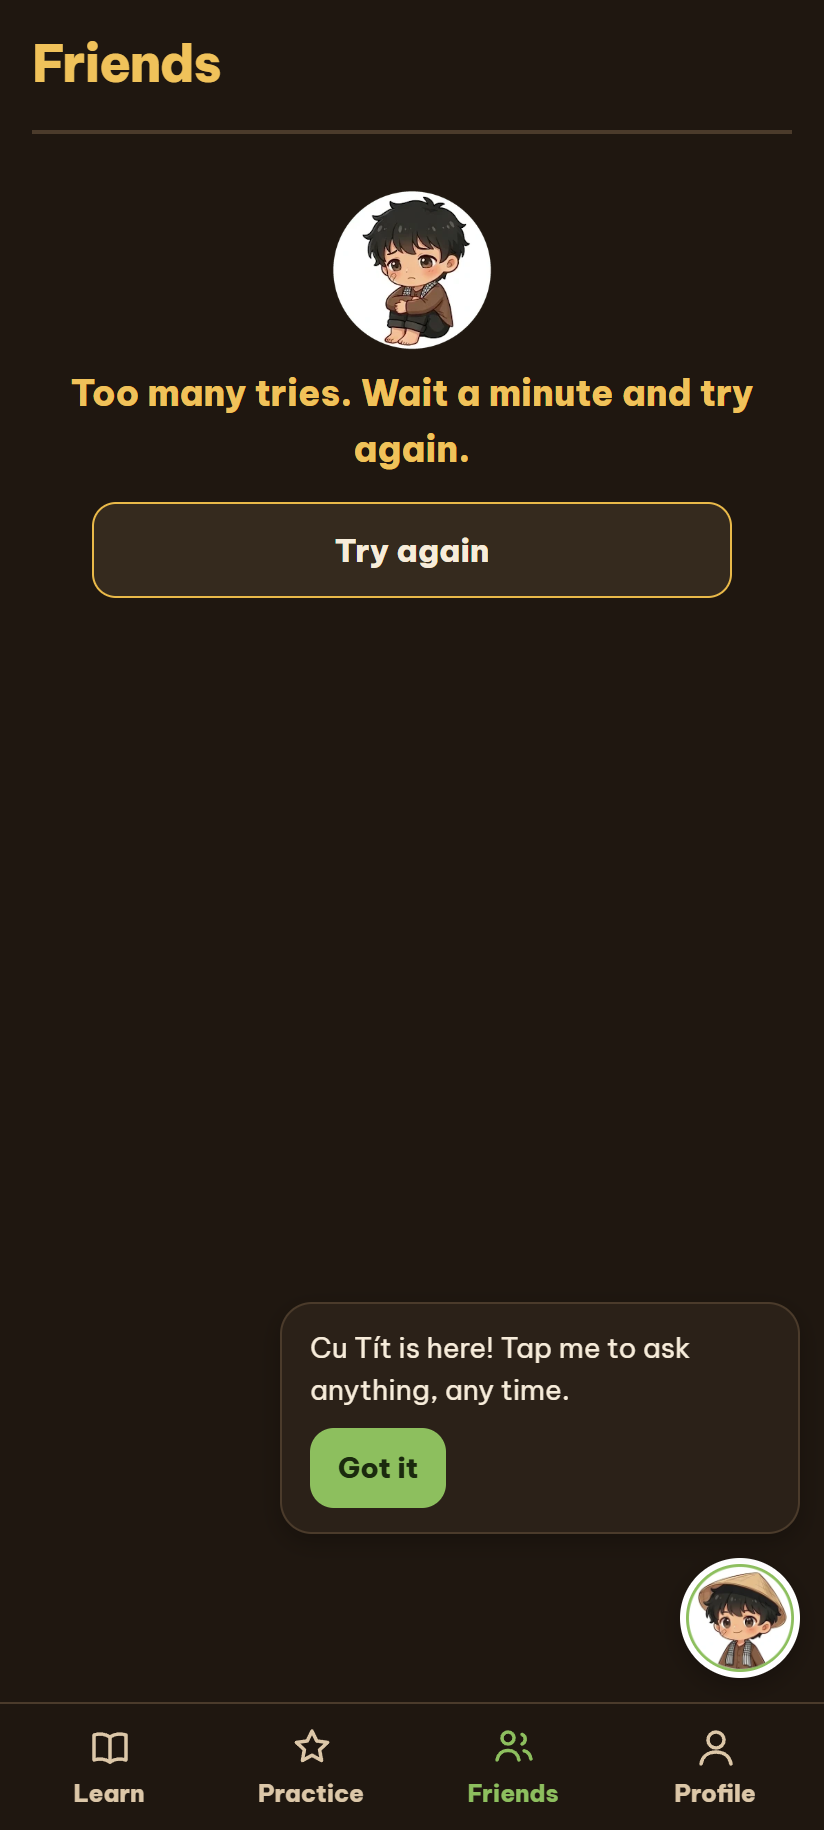 Friends
Too many tries. Wait a minute and try
again.
Try again
Cu Tít is here! Tap me to ask
anything, any time.
Got it
Learn
Practice
Friends
Profile